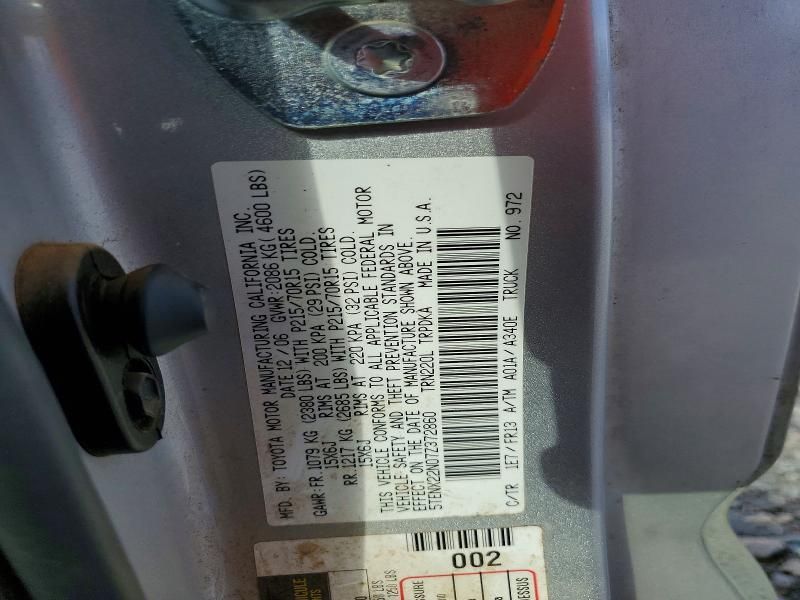 MFD. BY: TOYOTA MOTOR MANUFACTURING CALIFORNIA INC.
DATE 12/06 GVWR: 2086 KG( 4600 LBS)
GAWR: FR. 1079 KG (2380 LBS) WITH P215/70R15 TIRES
15X6J RIMS AT 200 KPA (29 PSI) COLD.
RR. 1217 KG (2685 LBS) WITH P215/70R15 TIRES
15X6J RIMS AT 220 KPA (32 PSI) COLD.
THIS VEHICLE CONFORMS TO ALL APPLICABLE FEDERAL MOTOR
VEHICLE SAFETY AND THEFT PREVENTION STANDARDS IN
EFFECT ON THE DATE OF MANUFACTURE SHOWN ABOVE.
5TENX22N07Z372860 TRN220L TRPDKA MADE IN U.S.A.
C/TR 1E7/FR13 A/TM A01A/A340E TRUCK NO. 972
002
LBS